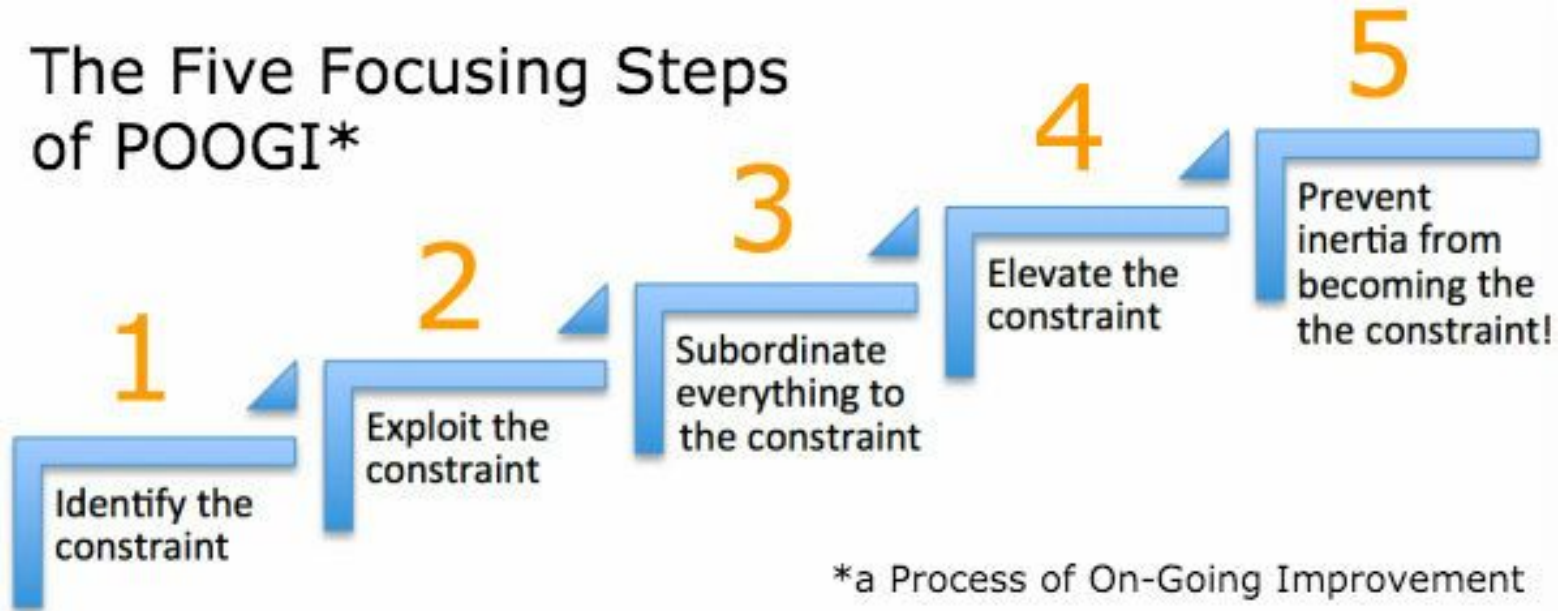 The Five Focusing Steps
of POOGI*
1
Identify the
constraint
2
Exploit the
constraint
3
Subordinate
everything to
the constraint
4
Elevate the
constraint
5
Prevent
inertia from
becoming the
the constraint!
*a Process of On-Going Improvement